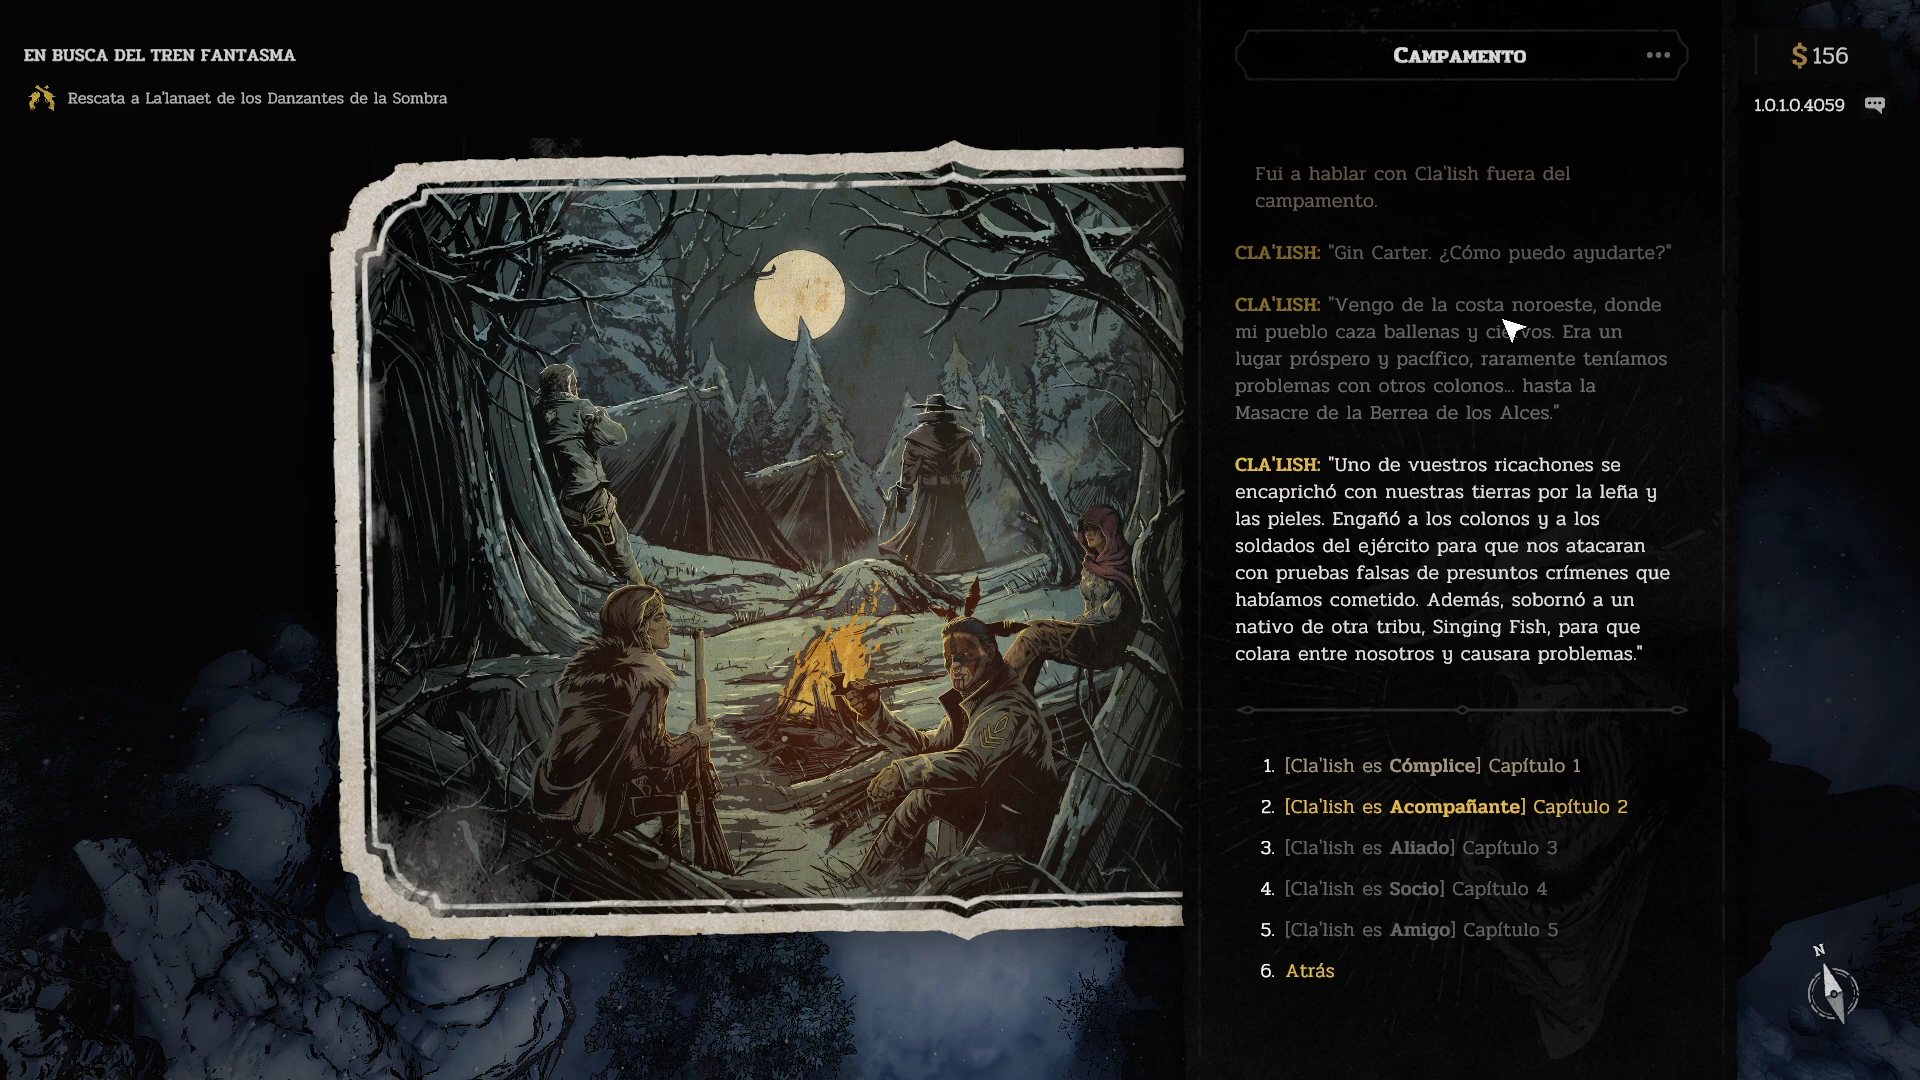 EN BUSCA DEL TREN FANTASMA
Rescata a La'lanaet de los Danzantes de la Sombra
Campamento
$ 156
1.0.1.0.4059
Fui a hablar con Cla'lish fuera del
campamento.
CLA'LISH: "Gin Carter. ¿Cómo puedo ayudarte?"
CLA'LISH: "Vengo de la costa noroeste, donde
mi pueblo caza ballenas y ciervos. Era un
lugar próspero y pacífico, raramente teníamos
problemas con otros colonos... hasta la
Masacre de la Berrea de los Alces."
CLA'LISH: "Uno de vuestros ricachones se
encaprichó con nuestras tierras por la leña y
las pieles. Engañó a los colonos y a los
soldados del ejército para que nos atacaran
con pruebas falsas de presuntos crímenes que
habíamos cometido. Además, sobornó a un
nativo de otra tribu, Singing Fish, para que
colara entre nosotros y causara problemas."
1. [Cla'lish es Cómplice] Capítulo 1
2. [Cla'lish es Acompañante] Capítulo 2
3. [Cla'lish es Aliado] Capítulo 3
4. [Cla'lish es Socio] Capítulo 4
5. [Cla'lish es Amigo] Capítulo 5
6. Atrás
N